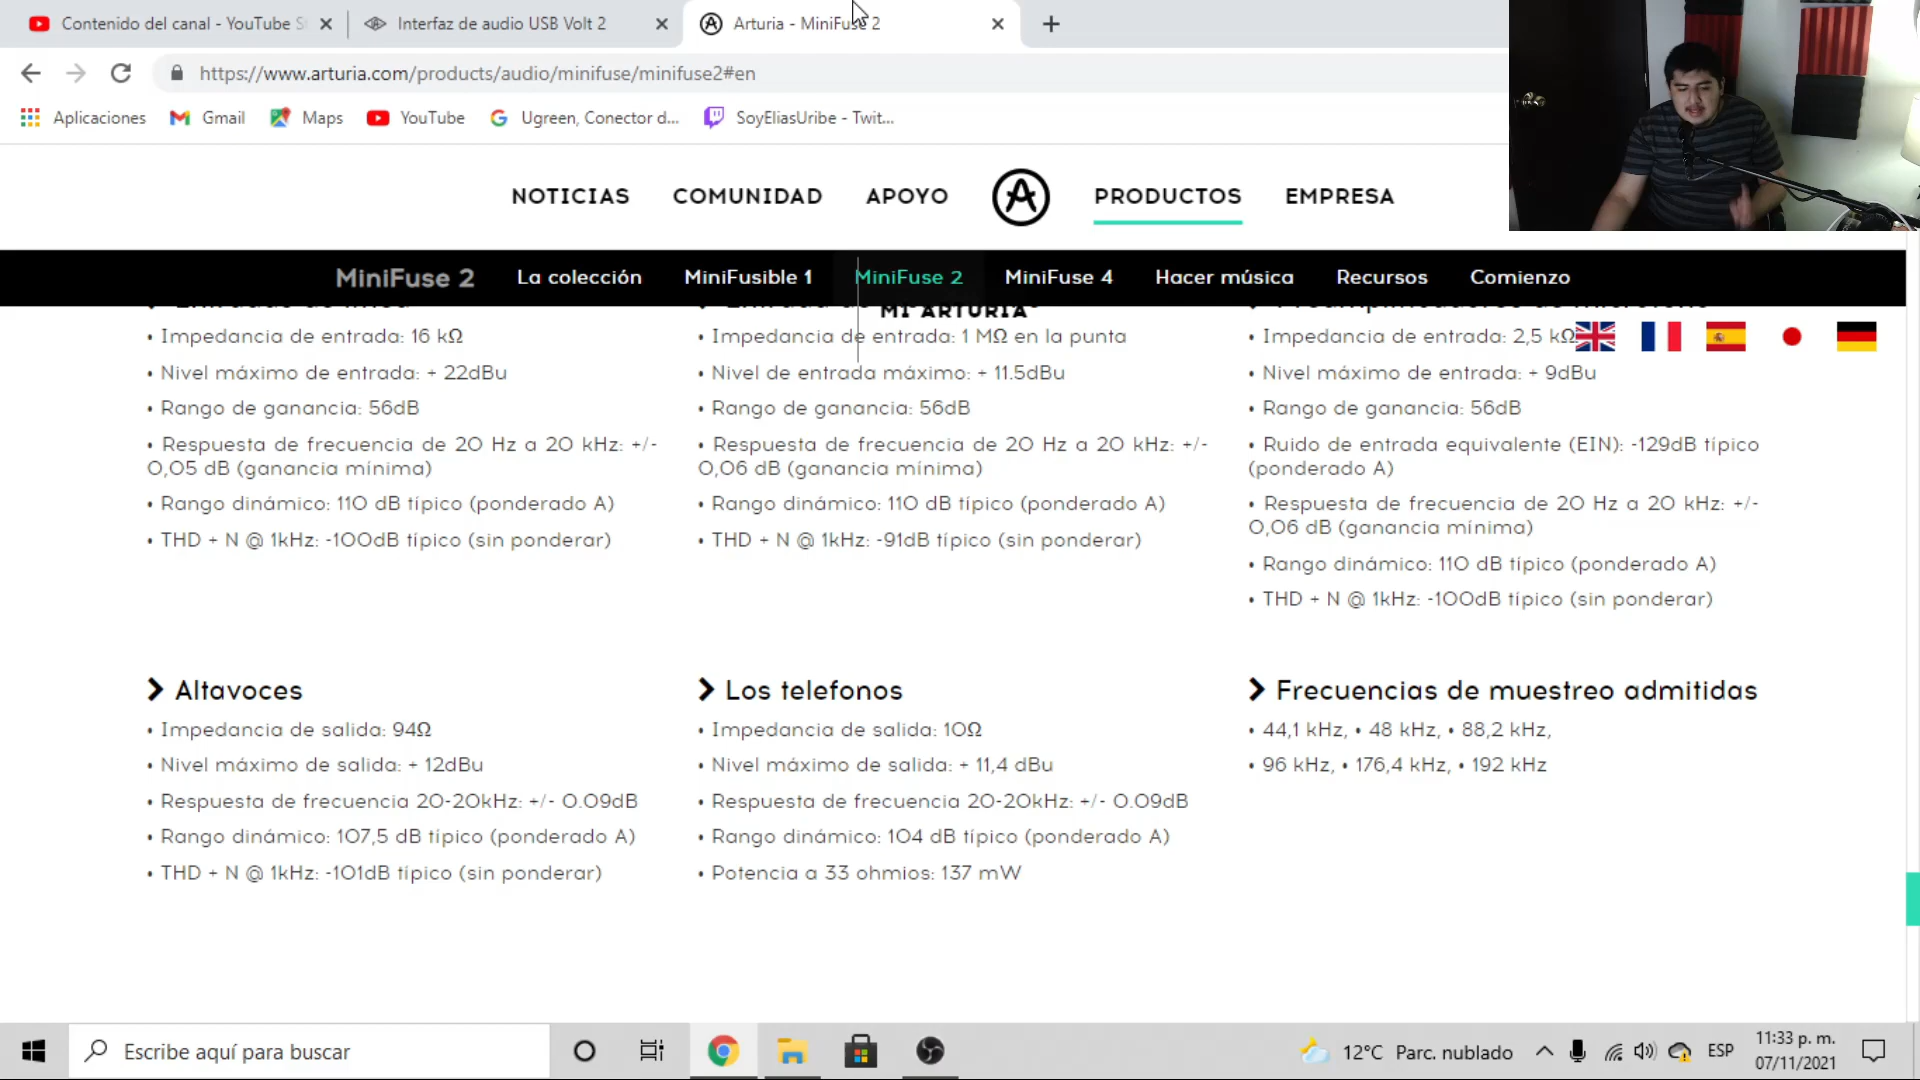 Contenido del canal - YouTube S
Interfaz de audio USB Volt 2
Arturia - MiniFuse 2
https://www.arturia.com/products/audio/minifuse/minifuse2#en
Aplicaciones
Gmail
Maps
YouTube
Ugreen, Conector d...
SoyEliasUribe - Twit...
NOTICIAS
COMUNIDAD
APOYO
PRODUCTOS
EMPRESA
MiniFuse 2
La colección
MiniFusible 1
MiniFuse 2
MiniFuse 4
Hacer música
Recursos
Comienzo
MI ARTURIA
• Impedancia de entrada: 16 kΩ
• Nivel máximo de entrada: + 22dBu
• Rango de ganancia: 56dB
• Respuesta de frecuencia de 20 Hz a 20 kHz: +/-
0,05 dB (ganancia mínima)
• Rango dinámico: 110 dB típico (ponderado A)
• THD + N @ 1kHz: -100dB típico (sin ponderar)
• Impedancia de entrada: 1 MΩ en la punta
• Nivel de entrada máximo: + 11.5dBu
• Rango de ganancia: 56dB
• Respuesta de frecuencia de 20 Hz a 20 kHz: +/-
0,06 dB (ganancia mínima)
• Rango dinámico: 110 dB típico (ponderado A)
• THD + N @ 1kHz: -91dB típico (sin ponderar)
• Impedancia de entrada: 2,5 kΩ
• Nivel máximo de entrada: + 9dBu
• Rango de ganancia: 56dB
• Ruido de entrada equivalente (EIN): -129dB típico
(ponderado A)
• Respuesta de frecuencia de 20 Hz a 20 kHz: +/-
0,06 dB (ganancia mínima)
• Rango dinámico: 110 dB típico (ponderado A)
• THD + N @ 1kHz: -100dB típico (sin ponderar)
Altavoces
• Impedancia de salida: 94Ω
• Nivel máximo de salida: + 12dBu
• Respuesta de frecuencia 20-20kHz: +/- 0.09dB
• Rango dinámico: 107,5 dB típico (ponderado A)
• THD + N @ 1kHz: -101dB típico (sin ponderar)
Los telefonos
• Impedancia de salida: 10Ω
• Nivel máximo de salida: + 11,4 dBu
• Respuesta de frecuencia 20-20kHz: +/- 0.09dB
• Rango dinámico: 104 dB típico (ponderado A)
• Potencia a 33 ohmios: 137 mW
Frecuencias de muestreo admitidas
• 44,1 kHz, • 48 kHz, • 88,2 kHz,
• 96 kHz, • 176,4 kHz, • 192 kHz
Escribe aquí para buscar
12°C Parc. nublado
ESP
11:33 p. m.
07/11/2021